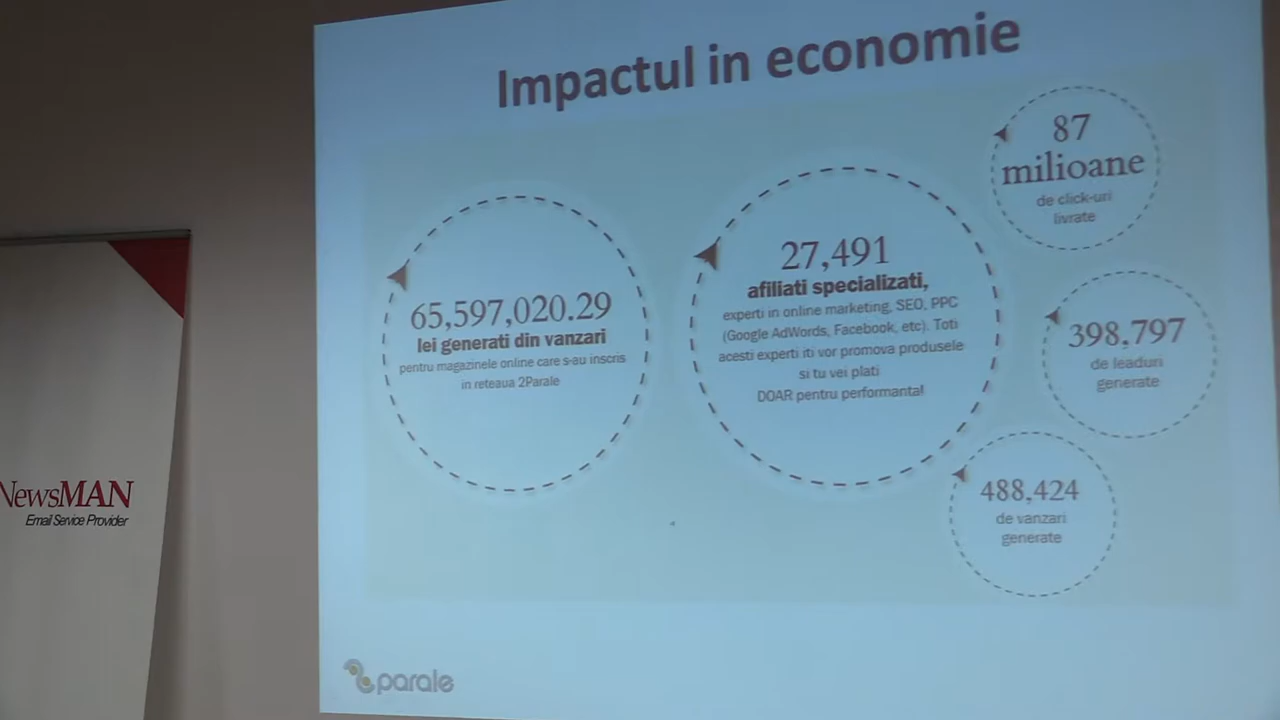 Impactul in economie
65,597,020.29
lei generati din vanzari
pentru magazinele online care s-au inscris
in reteaua 2Parale
27,491
afiliati specializati,
experti in online marketing, SEO, PPC
(Google AdWords, Facebook, etc). Toti
acesti experti iti vor promova produsele
si tu vei plati
DOAR pentru performanta!
87
milioane
de click-uri
livrate
398,797
de leaduri
generate
488,424
de vanzari
generate
2parale
NewsMAN
Email Service Provider